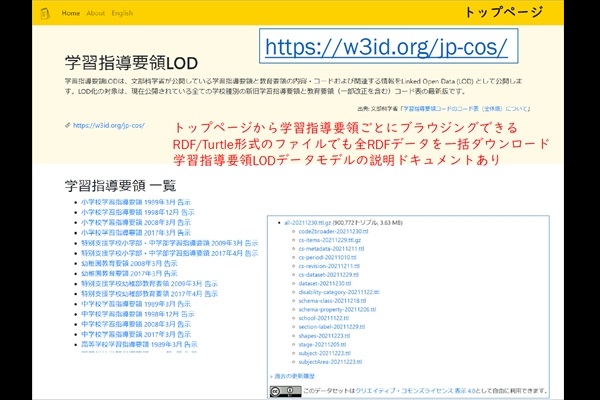 Home About English
トップページ
https://w3id.org/jp-cos/
学習指導要領LOD
学習指導要領LODは、文部科学省が公開している学習指導要領と教育要領の内容・コードおよび関連する情報をLinked Open Data (LOD) として公開します。LOD化の対象は、現在公開されている全ての学校種別の新旧学習指導要領と教育要領（一部改正を含む）コード表の最新版です。
出典: 文部科学省「学習指導要領コードのコード表（全体版）について」
https://w3id.org/jp-cos/
トップページから学習指導要領ごとにブラウジングできる
RDF/Turtle形式のファイルでも全RDFデータを一括ダウンロード
学習指導要領LODデータモデルの説明ドキュメントあり
学習指導要領 一覧
小学校学習指導要領 1989年3月 告示
小学校学習指導要領 1998年12月 告示
小学校学習指導要領 2008年3月 告示
小学校学習指導要領 2017年3月 告示
特別支援学校小学部・中学部学習指導要領 2009年3月 告示
特別支援学校小学部・中学部学習指導要領 2017年4月 告示
幼稚園教育要領 2008年3月 告示
幼稚園教育要領 2017年3月 告示
特別支援学校幼稚部教育要領 2009年3月 告示
特別支援学校幼稚部教育要領 2017年4月 告示
中学校学習指導要領 1989年3月 告示
中学校学習指導要領 1998年12月 告示
中学校学習指導要領 2008年3月 告示
中学校学習指導要領 2017年3月 告示
高等学校学習指導要領 1989年3月 告示
all-20211230.ttl.gz (900,772トリプル, 3.63 MB)
code2broader-20211230.ttl
cs-items-20211229.ttl.gz
cs-metadata-20211211.ttl
cs-period-20211010.ttl
cs-revision-20211211.ttl
cs-dataset-20211229.ttl
dataset-20211230.ttl
disability-category-20211122.ttl
schema-class-20211218.ttl
schema-property-20211206.ttl
school-20211122.ttl
section-label-20211229.ttl
shapes-20211223.ttl
stage-20211205.ttl
subject-20211223.ttl
subjectArea-20211223.ttl
» 過去の更新履歴
このデータセットはクリエイティブ・コモンズライセンス 表示 4.0として自由に利用できます。